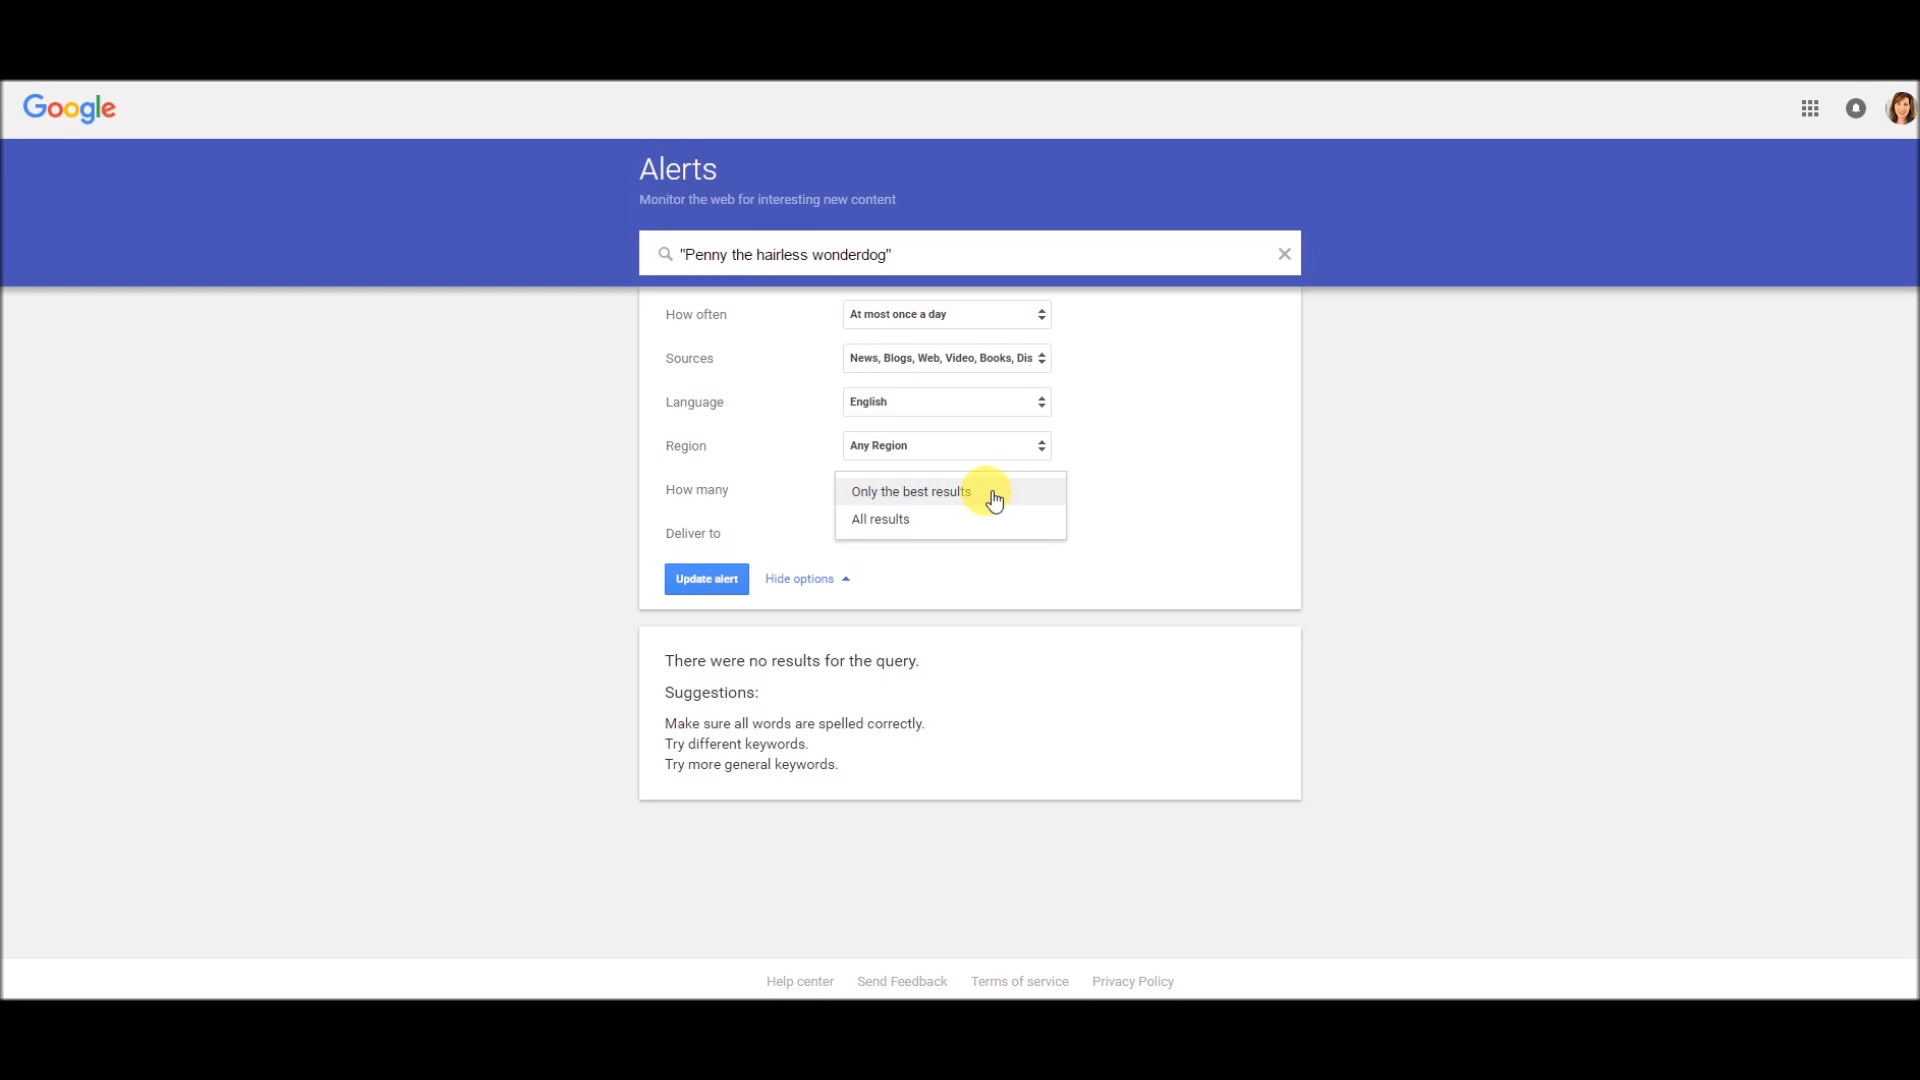 Google
Alerts
Monitor the web for interesting new content
"Penny the hairless wonderdog"
How often At most once a day
Sources News, Blogs, Web, Video, Books, Dis
Language English
Region Any Region
How many Only the best results
All results
Deliver to
Update alert Hide options
There were no results for the query.
Suggestions:
Make sure all words are spelled correctly.
Try different keywords.
Try more general keywords.
Help center Send Feedback Terms of service Privacy Policy